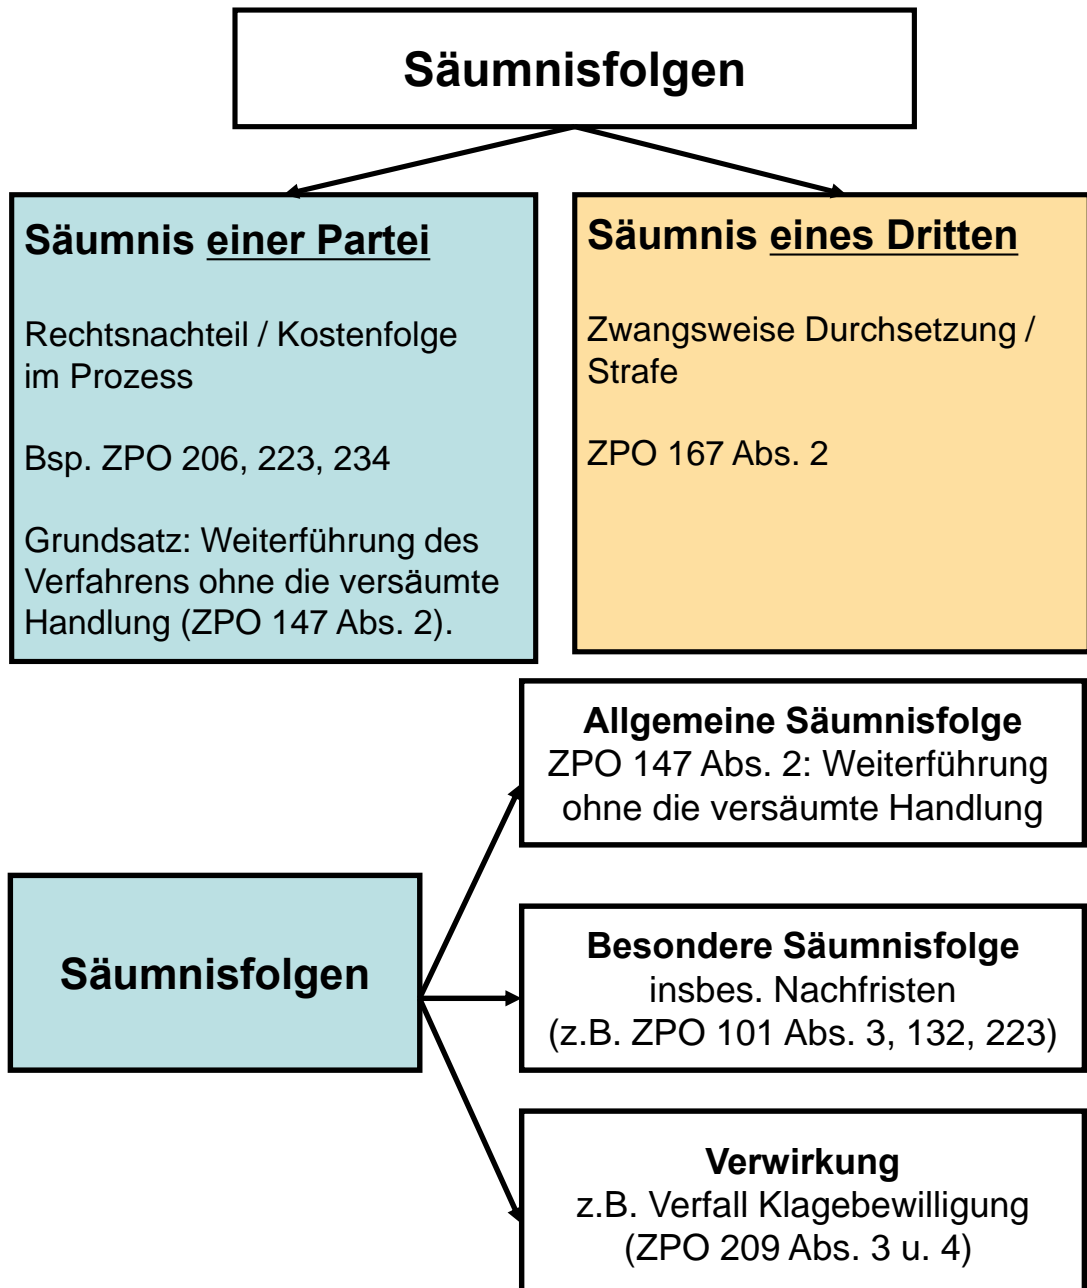 Säumnisfolgen
Säumnis einer Partei
Rechtsnachteil / Kostenfolge
im Prozess
Bsp. ZPO 206, 223, 234
Grundsatz: Weiterführung des
Verfahrens ohne die versäumte
Handlung (ZPO 147 Abs. 2).
Säumnis eines Dritten
Zwangsweise Durchsetzung /
Strafe
ZPO 167 Abs. 2
Säumnisfolgen
Allgemeine Säumnisfolge
ZPO 147 Abs. 2: Weiterführung
ohne die versäumte Handlung
Besondere Säumnisfolge
insbes. Nachfristen
(z.B. ZPO 101 Abs. 3, 132, 223)
Verwirkung
z.B. Verfall Klagebewilligung
(ZPO 209 Abs. 3 u. 4)